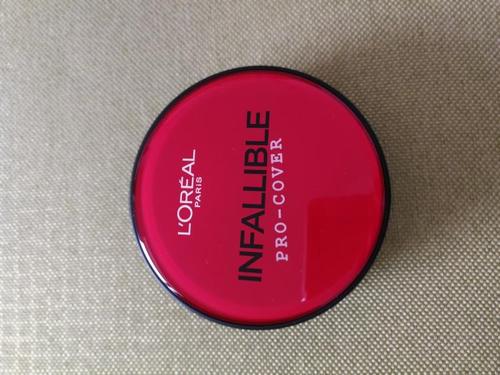 L'ORÉAL
PARIS
INFALLIBLE
PRO-COVER